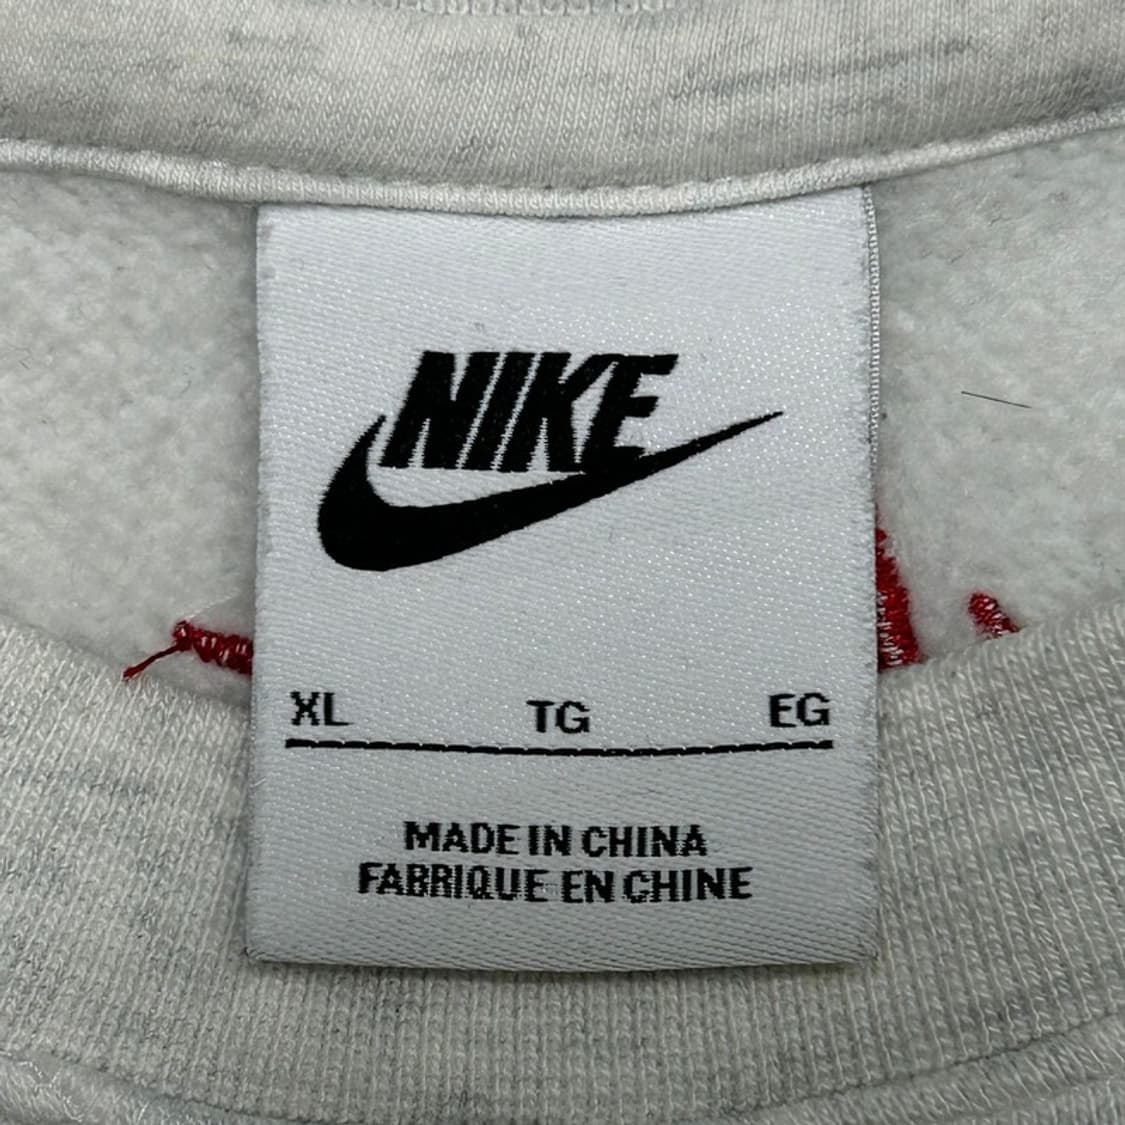 NIKE
XL TG EG
MADE IN CHINA
FABRIQUE EN CHINE